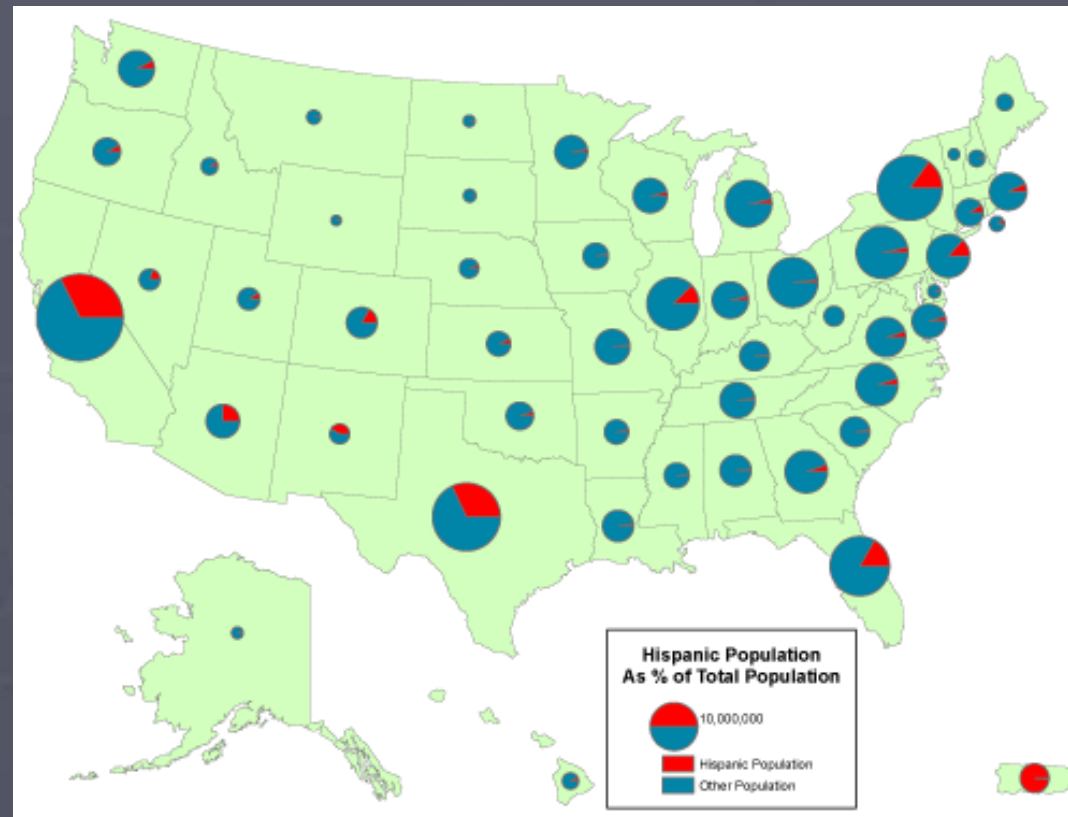 Hispanic Population
As % of Total Population
10,000,000
Hispanic Population
Other Population